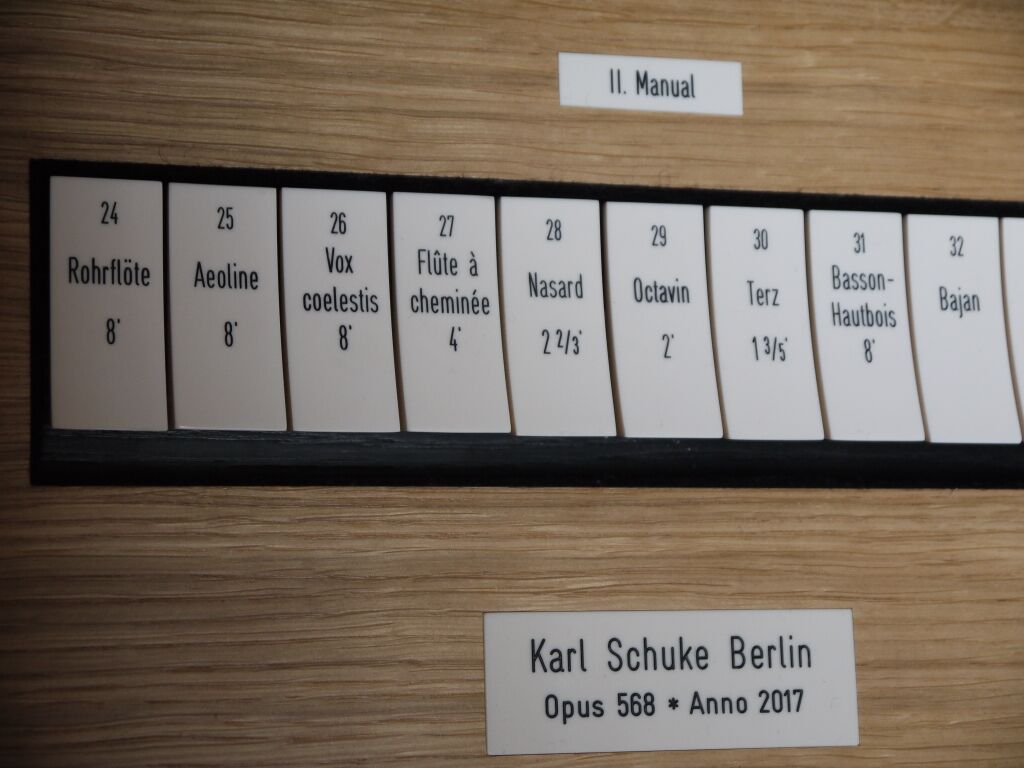 II. Manual
24
Rohrflöte
8'
25
Aeoline
8'
26
Vox
coelestis
8'
27
Flûte à
cheminée
4'
28
Nasard
2 2/3'
29
Octavin
2'
30
Terz
1 3/5'
31
Basson-
Hautbois
8'
32
Bajan
Karl Schuke Berlin
Opus 568 * Anno 2017